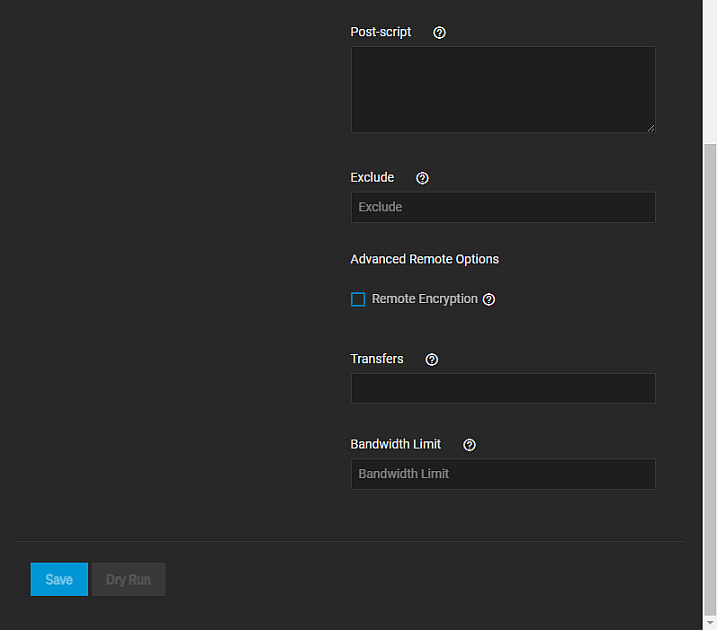 Post-script
Exclude
Exclude
Advanced Remote Options
Remote Encryption
Transfers
Bandwidth Limit
Bandwidth Limit
Save Dry Run